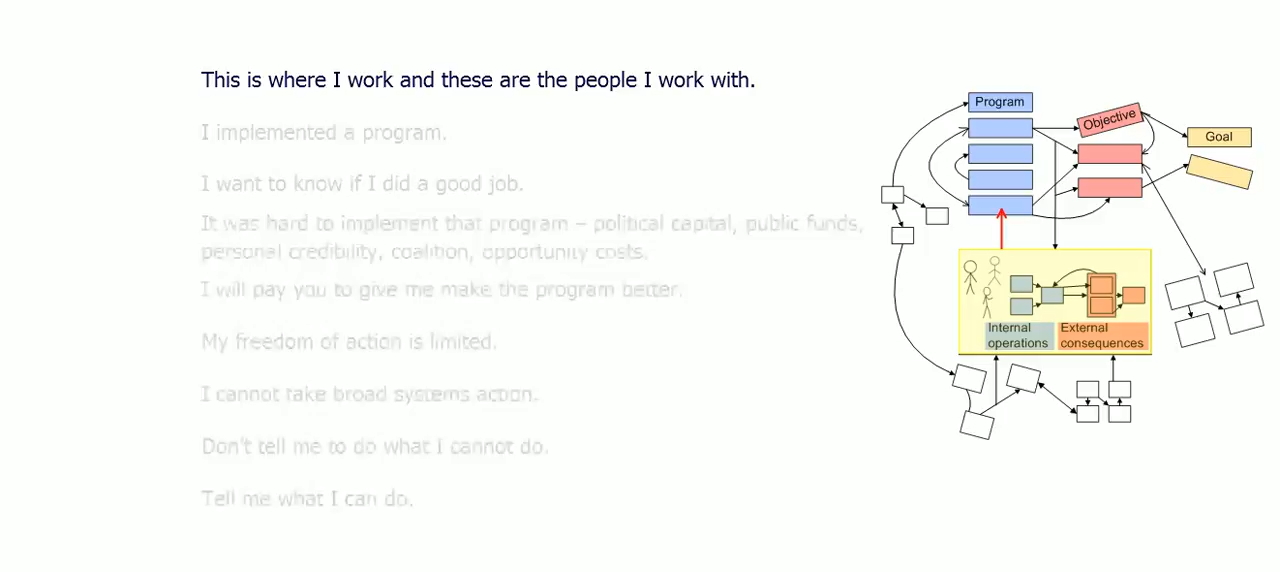 This is where I work and these are the people I work with.
I implemented a program.
I want to know if I did a good job.
It was hard to implement that program – political capital, public funds,
personal credibility, coalition, opportunity costs.
I will pay you to give me make the program better.
My freedom of action is limited.
I cannot take broad systems action.
Don't tell me to do what I cannot do.
Tell me what I can do.
Program
Objective
Goal
Internal
operations
External
consequences